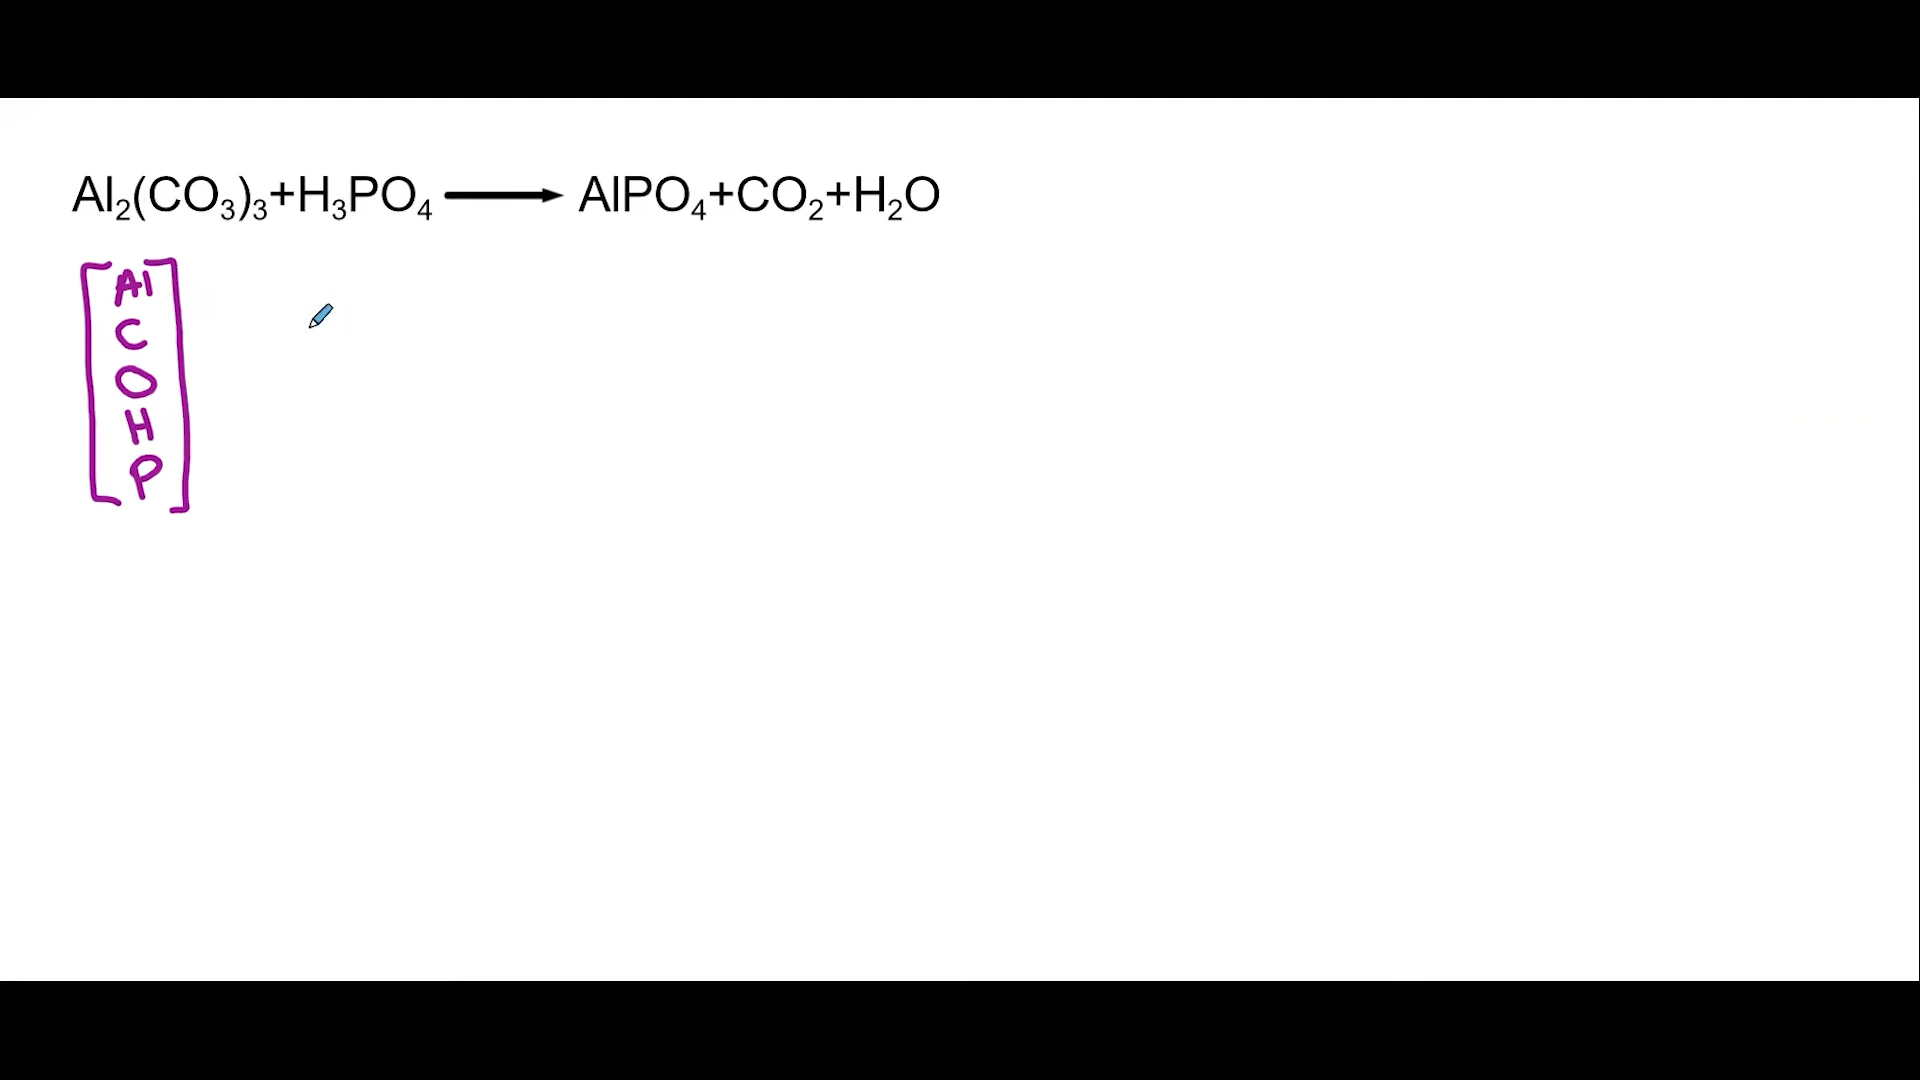 Al₂(CO₃)₃+H₃PO₄ ⟶ AlPO₄+CO₂+H₂O
Al
C
O
H
P